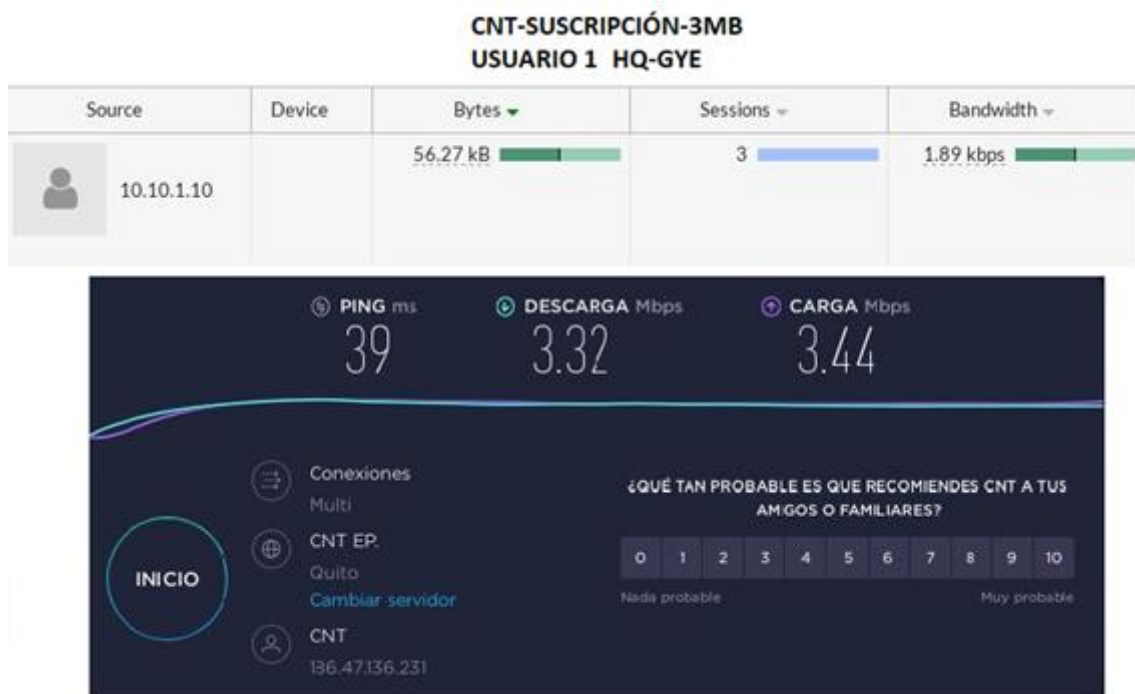 CNT-SUSCRIPCIÓN-3MB
USUARIO 1 HQ-GYE
Source Device Bytes Sessions Bandwidth
56.27 kB 3 1.89 kbps
10.10.1.10
PING ms DESCARGA Mbps CARGA Mbps
39 3.32 3.44
Conexiones
Multi
¿QUÉ TAN PROBABLE ES QUE RECOMIENDES CNT A TUS
AMIGOS O FAMILIARES?
CNT EP.
Quito
Cambiar servidor
0 1 2 3 4 5 6 7 8 9 10
Nada probable Muy probable
INICIO
CNT
186.47.136.231